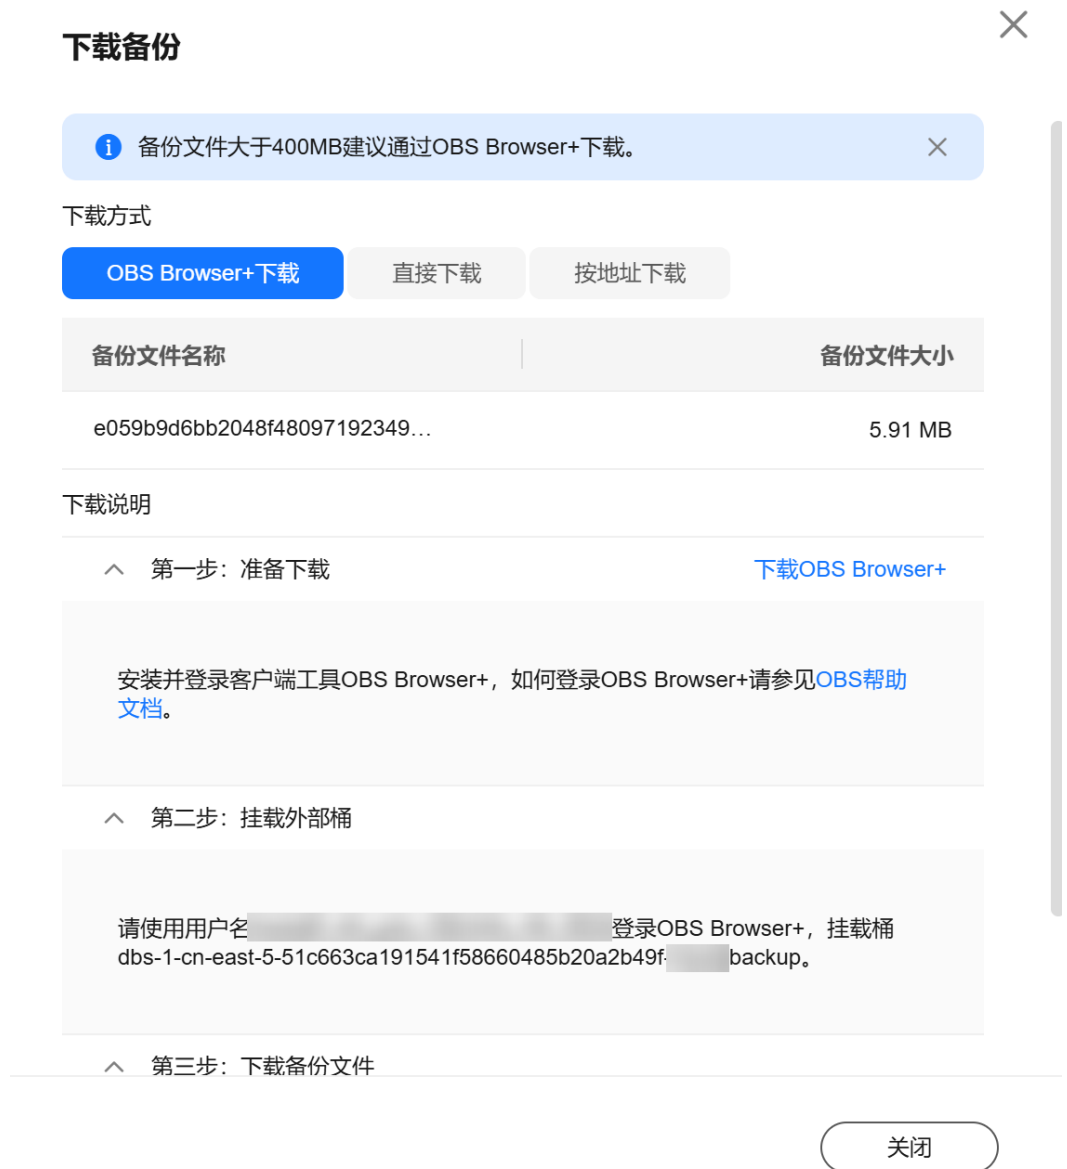 下载备份
备份文件大于400MB建议通过OBS Browser+下载。
下载方式
OBS Browser+下载 直接下载 按地址下载
备份文件名称 备份文件大小
e059b9d6bb2048f48097192349... 5.91 MB
下载说明
第一步：准备下载 下载OBS Browser+
安装并登录客户端工具OBS Browser+，如何登录OBS Browser+请参见OBS帮助
文档。
第二步：挂载外部桶
请使用用户名 登录OBS Browser+，挂载桶
dbs-1-cn-east-5-51c663ca191541f58660485b20a2b49f- backup。
第三步：下载备份文件
关闭